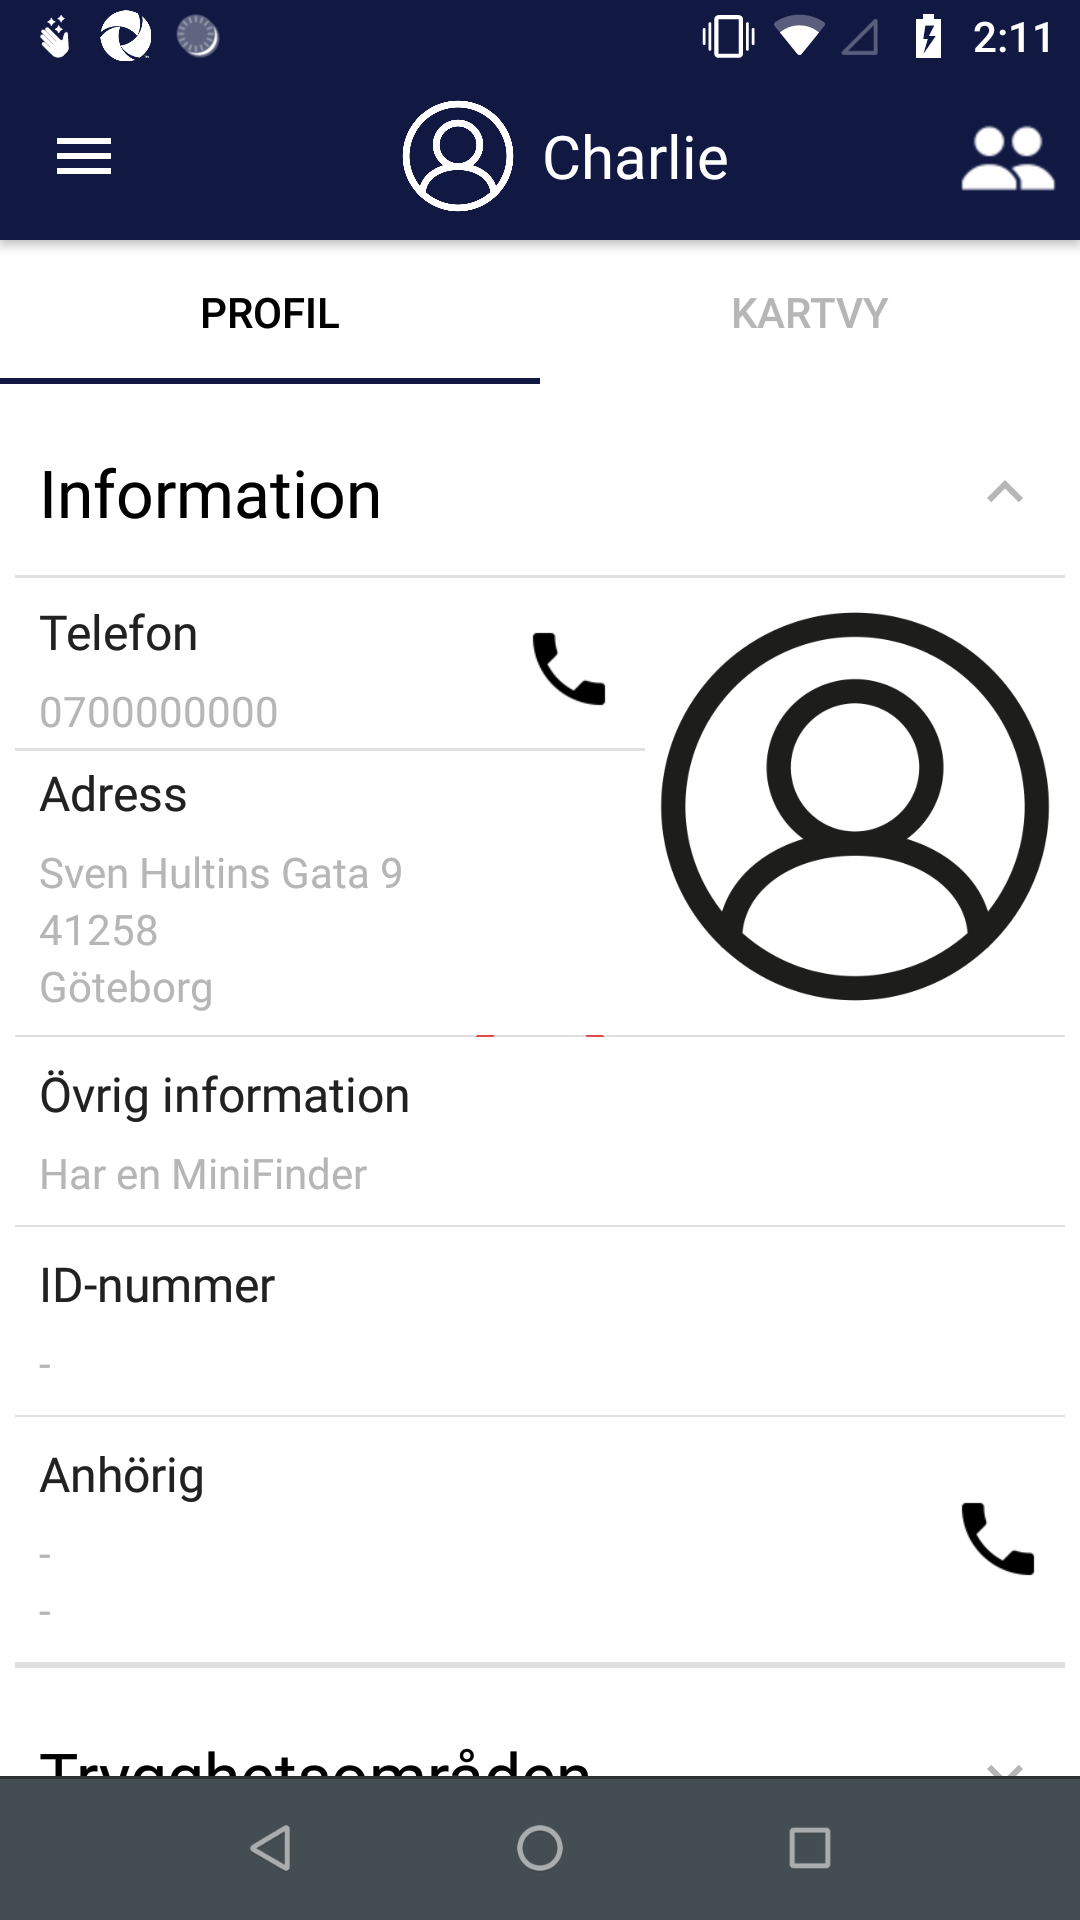 2:11
Charlie
PROFIL
KARTVY
Information
Telefon
0700000000
Adress
Sven Hultins Gata 9
41258
Göteborg
Övrig information
Har en MiniFinder
ID-nummer
-
Anhörig
-
-
Trygghetsområden